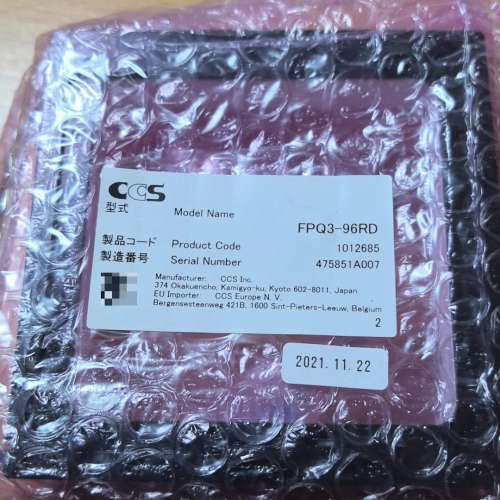 CCS
型式 Model Name FPQ3-96RD
製品コード Product Code 1012685
製造番号 Serial Number 475851A007
Manufacturer: CCS Inc.
374 Okakuencho, Kamigyo-ku, Kyoto 602-8011, Japan
EU Importer: CCS Europe N. V.
Bergensesteenweg 421B, 1600 Sint-Pieters-Leeuw, Belgium
2
2021.11.22